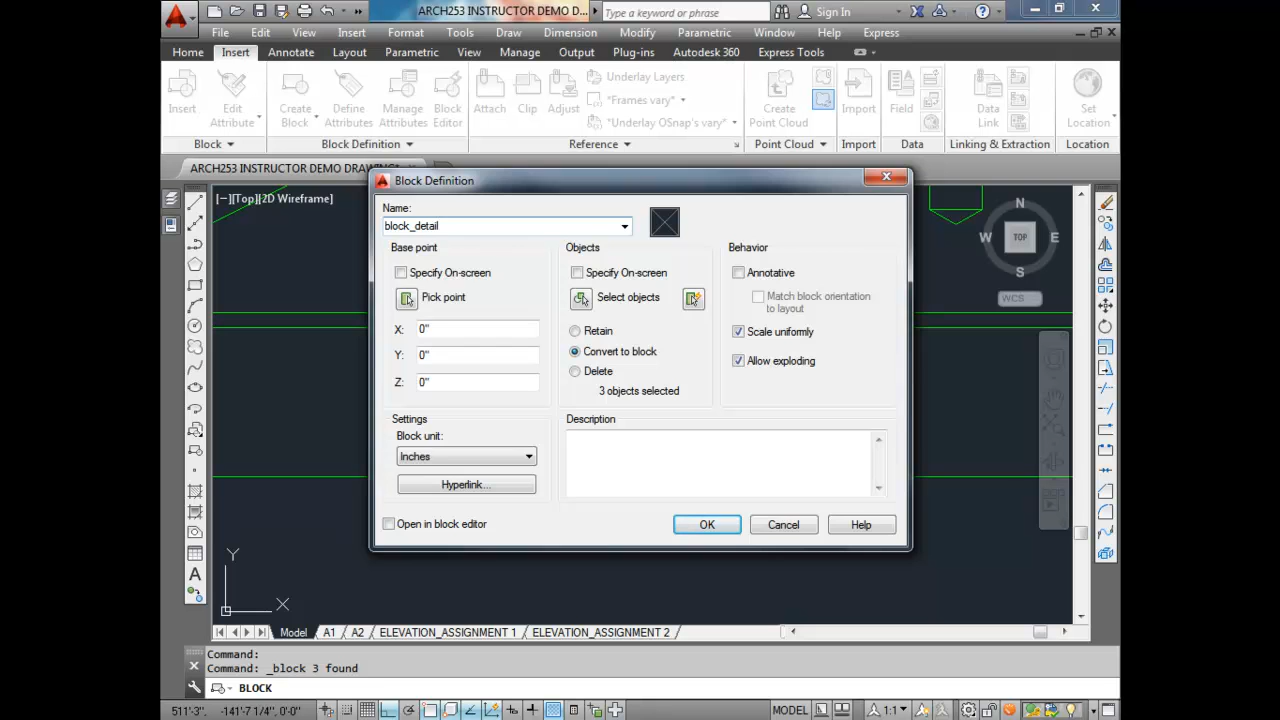 ARCH253 INSTRUCTOR DEMO D...
Type a keyword or phrase
Sign In
File Edit View Insert Format Tools Draw Dimension Modify Parametric Window Help Express
Home Insert Annotate Layout Parametric View Manage Output Plug-ins Autodesk 360 Express Tools
Insert
Edit Attribute
Create Block
Define Attributes
Manage Attributes
Block Editor
Attach
Clip
Adjust
Underlay Layers
*Frames vary*
*Underlay OSnap's vary*
Create Point Cloud
Import
Field
Data Link
Set Location
Block
Block Definition
Reference
Point Cloud
Import
Data
Linking & Extraction
Location
ARCH253 INSTRUCTOR DEMO DRAWING*
[−][Top][2D Wireframe]
N
W TOP E
S
WCS
Block Definition
Name:
block_detail
Base point
Specify On-screen
Pick point
X: 0"
Y: 0"
Z: 0"
Objects
Specify On-screen
Select objects
Retain
Convert to block
Delete
3 objects selected
Behavior
Annotative
Match block orientation
to layout
Scale uniformly
Allow exploding
Settings
Block unit:
Inches
Hyperlink...
Description
Open in block editor
OK Cancel Help
Y
X
A
Model A1 A2 ELEVATION_ASSIGNMENT 1 ELEVATION_ASSIGNMENT 2
Command:
Command: _block 3 found
BLOCK
511'-3", -141'-7 1/4", 0'-0"
MODEL
1:1